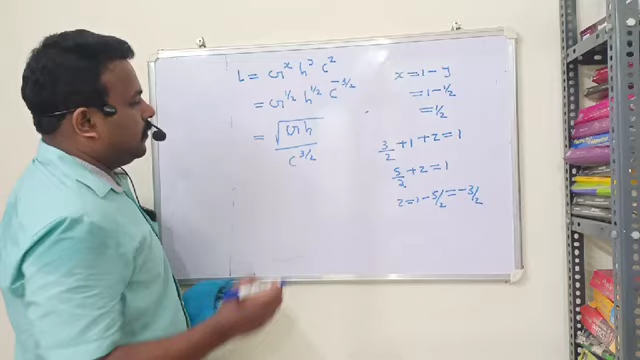 L = G^x h^y c^z
= G^1/2 h^1/2 c^-3/2
= √Gh / c^3/2
x = 1 - y
= 1 - 1/2
= 1/2
3/2 + 1 + z = 1
5/2 + z = 1
z = 1 - 5/2 = -3/2